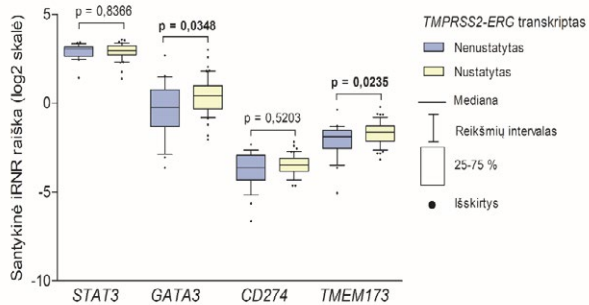 Santykinė iRNR raiška (log2 skalė)
5
0
-5
-10
p = 0,8366
p = 0,0348
p = 0,5203
p = 0,0235
STAT3
GATA3
CD274
TMEM173
TMPRSS2-ERG transkriptas
Nenustatytas
Nustatytas
Mediana
Reikšmių intervalas
25-75 %
Išskirtys